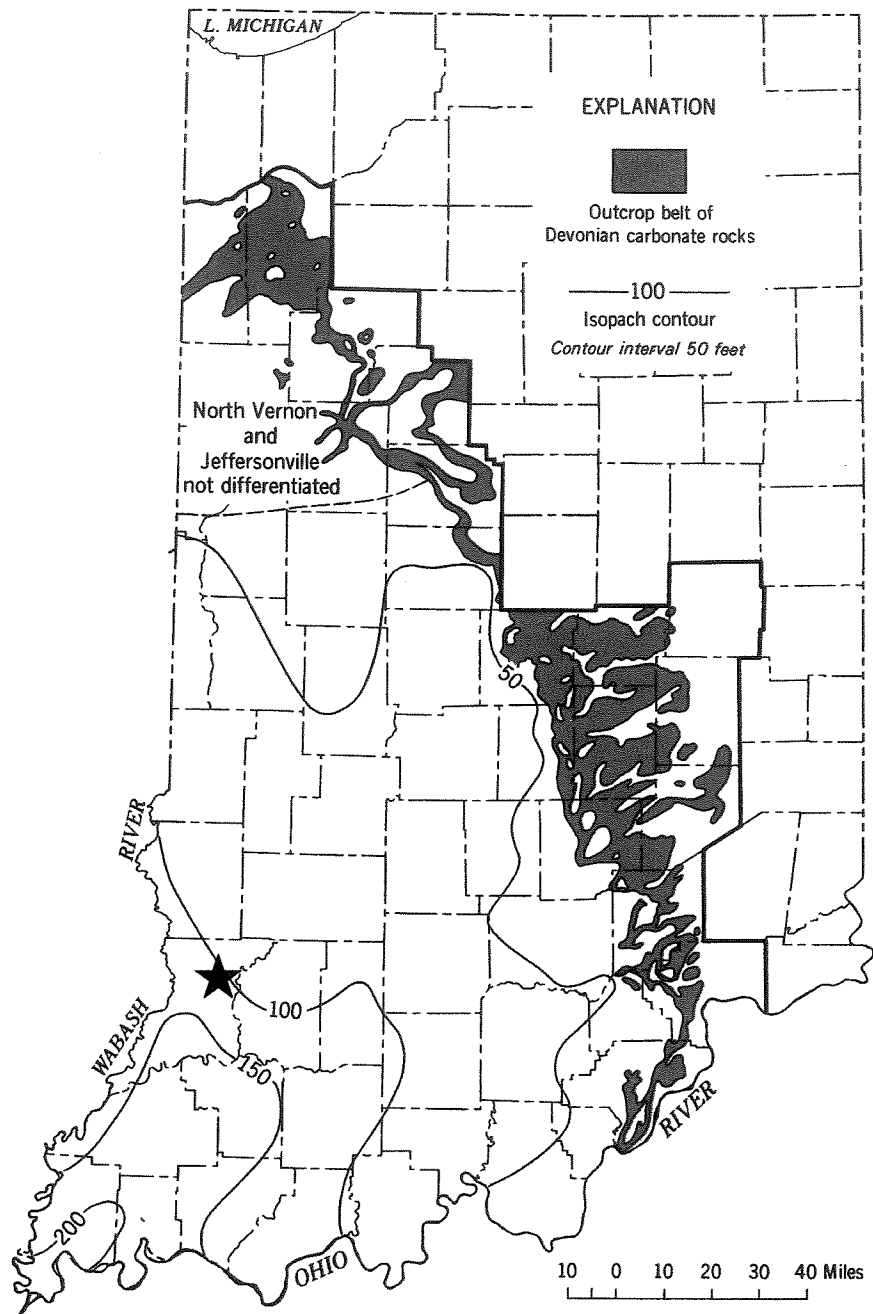 L. MICHIGAN
EXPLANATION
Outcrop belt of
Devonian carbonate rocks
100
Isopach contour
Contour interval 50 feet
North Vernon
and
Jeffersonville
not differentiated
50
RIVER
WABASH
100
150
200
OHIO
RIVER
10 0 10 20 30 40 Miles